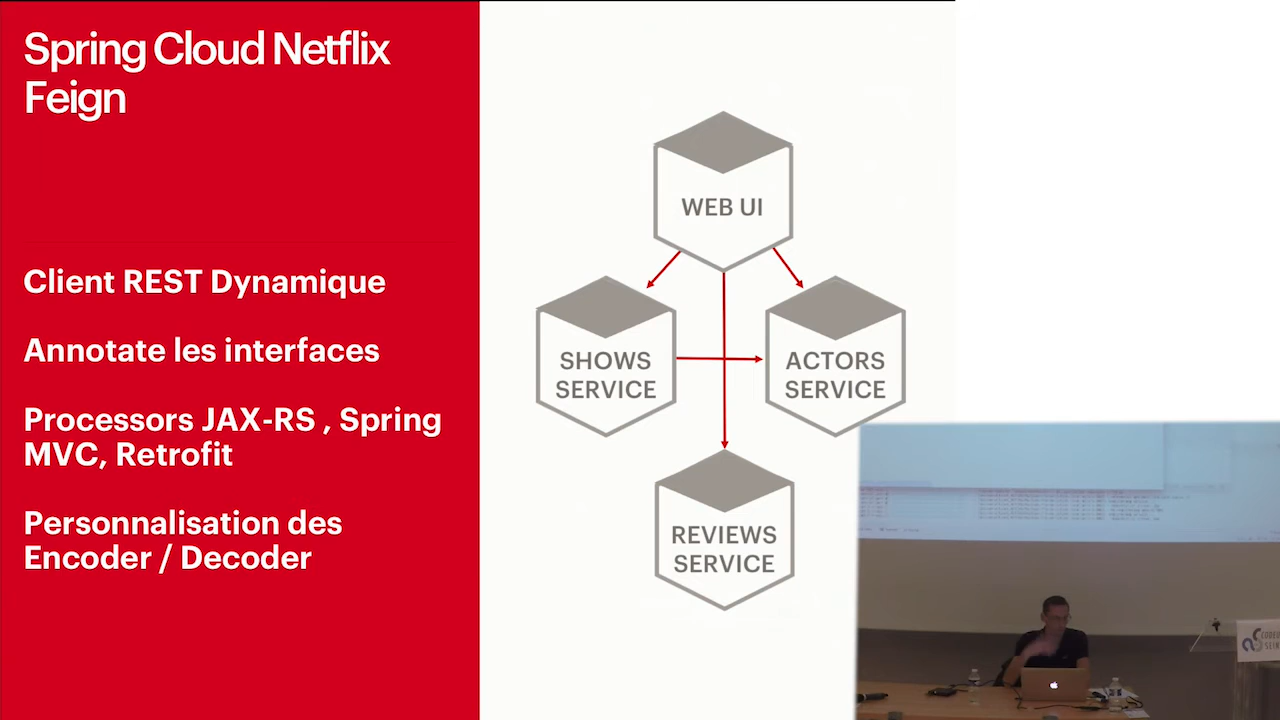 Spring Cloud Netflix
Feign
Client REST Dynamique
Annotate les interfaces
Processors JAX-RS , Spring
MVC, Retrofit
Personnalisation des
Encoder / Decoder
WEB UI
SHOWS
SERVICE
ACTORS
SERVICE
REVIEWS
SERVICE